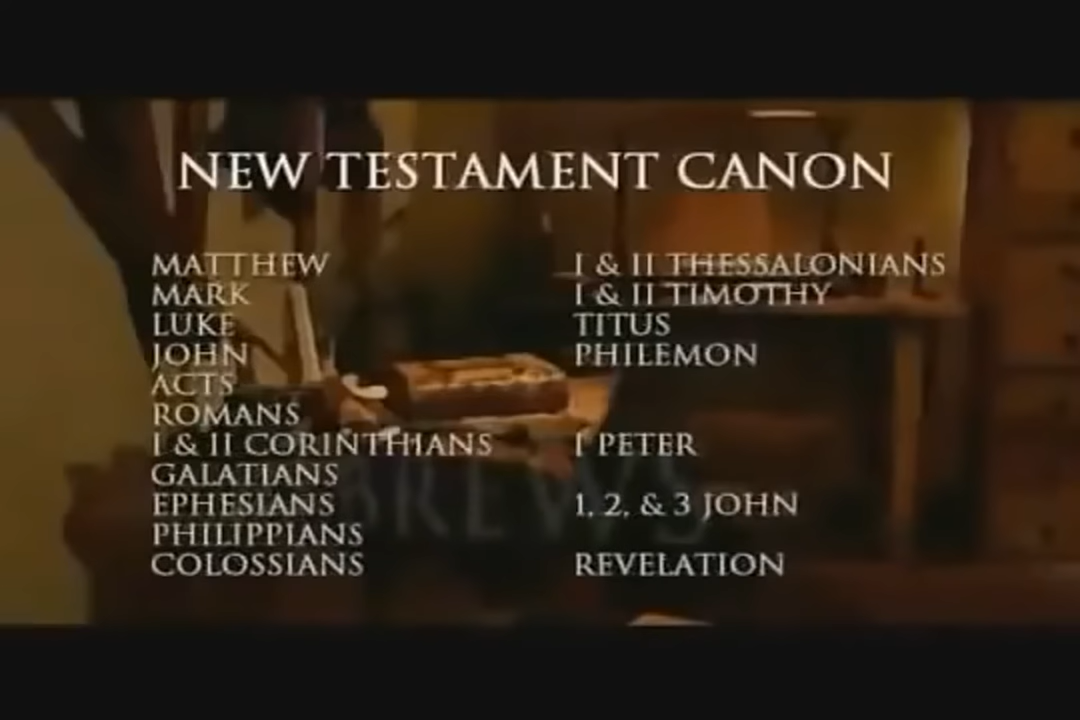 NEW TESTAMENT CANON
MATTHEW
MARK
LUKE
JOHN
ACTS
ROMANS
I & II CORINTHIANS
GALATIANS
EPHESIANS
PHILIPPIANS
COLOSSIANS
I & II THESSALONIANS
I & II TIMOTHY
TITUS
PHILEMON
I PETER
1, 2, & 3 JOHN
REVELATION